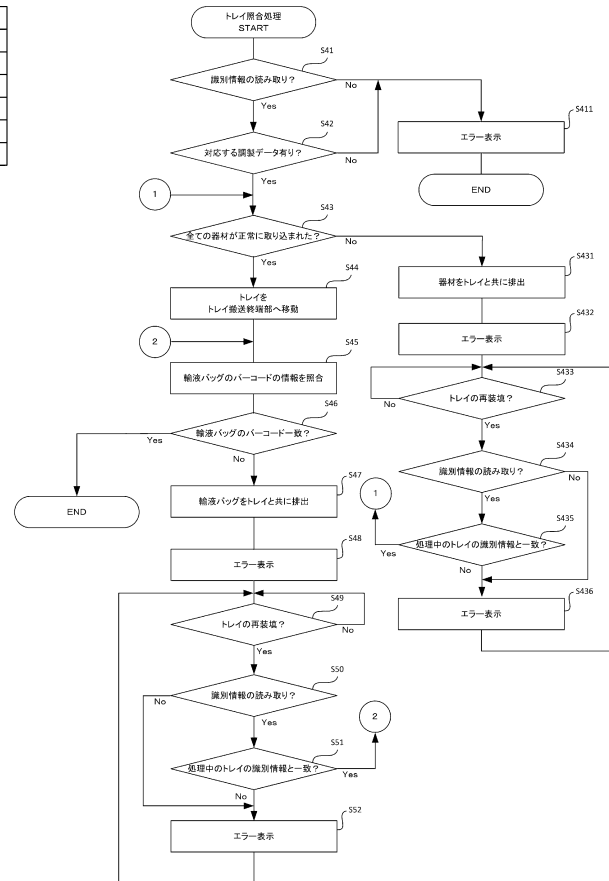 トレイ照合処理
START
S41
識別情報の読み取り？
No
Yes
S42
対応する調製データ有り？
No
Yes
S411
エラー表示
END
1
S43
全ての器材が正常に取り込まれた？
No
Yes
S44
トレイを
トレイ搬送終端部へ移動
2
S45
輸液バッグのバーコードの情報を照合
S46
輸液バッグのバーコード一致？
Yes
No
END
S47
輸液バッグをトレイと共に排出
S48
エラー表示
S49
トレイの再装填？
No
Yes
S50
識別情報の読み取り？
No
Yes
2
S51
処理中のトレイの識別情報と一致？
Yes
No
S52
エラー表示
S431
器材をトレイと共に排出
S432
エラー表示
S433
トレイの再装填？
No
Yes
S434
識別情報の読み取り？
No
Yes
1
S435
処理中のトレイの識別情報と一致？
Yes
No
S436
エラー表示